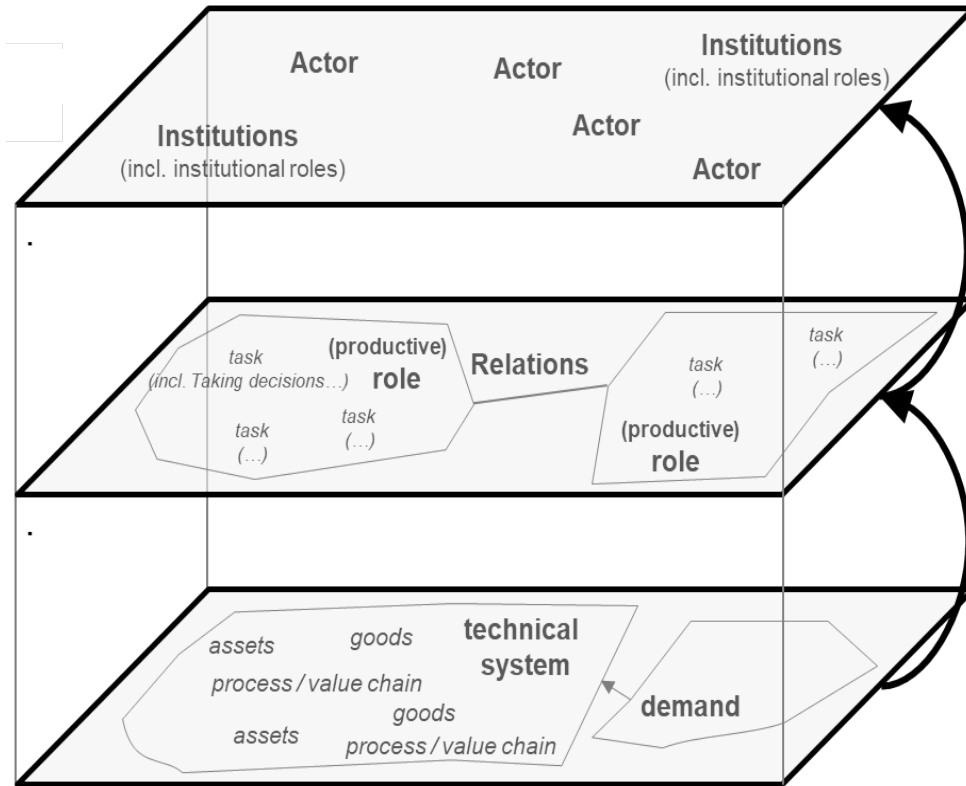 Institutions
(incl. institutional roles)
Actor
Actor
Actor
Institutions
(incl. institutional roles)
Actor
.
task
(incl. Taking decisions…)
(productive)
role
task
(…)
task
(…)
Relations
task
(…)
task
(…)
(productive)
role
.
assets
goods
technical
system
process / value chain
goods
assets
process / value chain
demand